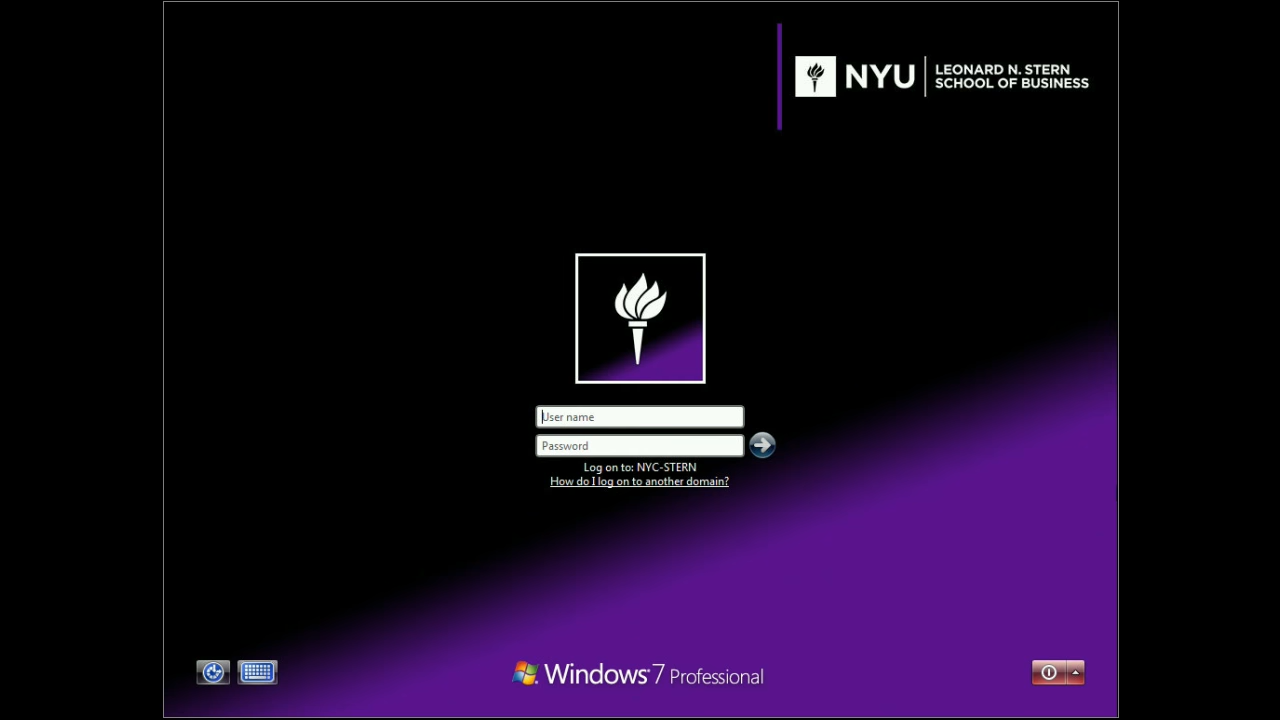 NYU
LEONARD N. STERN
SCHOOL OF BUSINESS
User name
Password
Log on to: NYC-STERN
How do I log on to another domain?
Windows 7 Professional